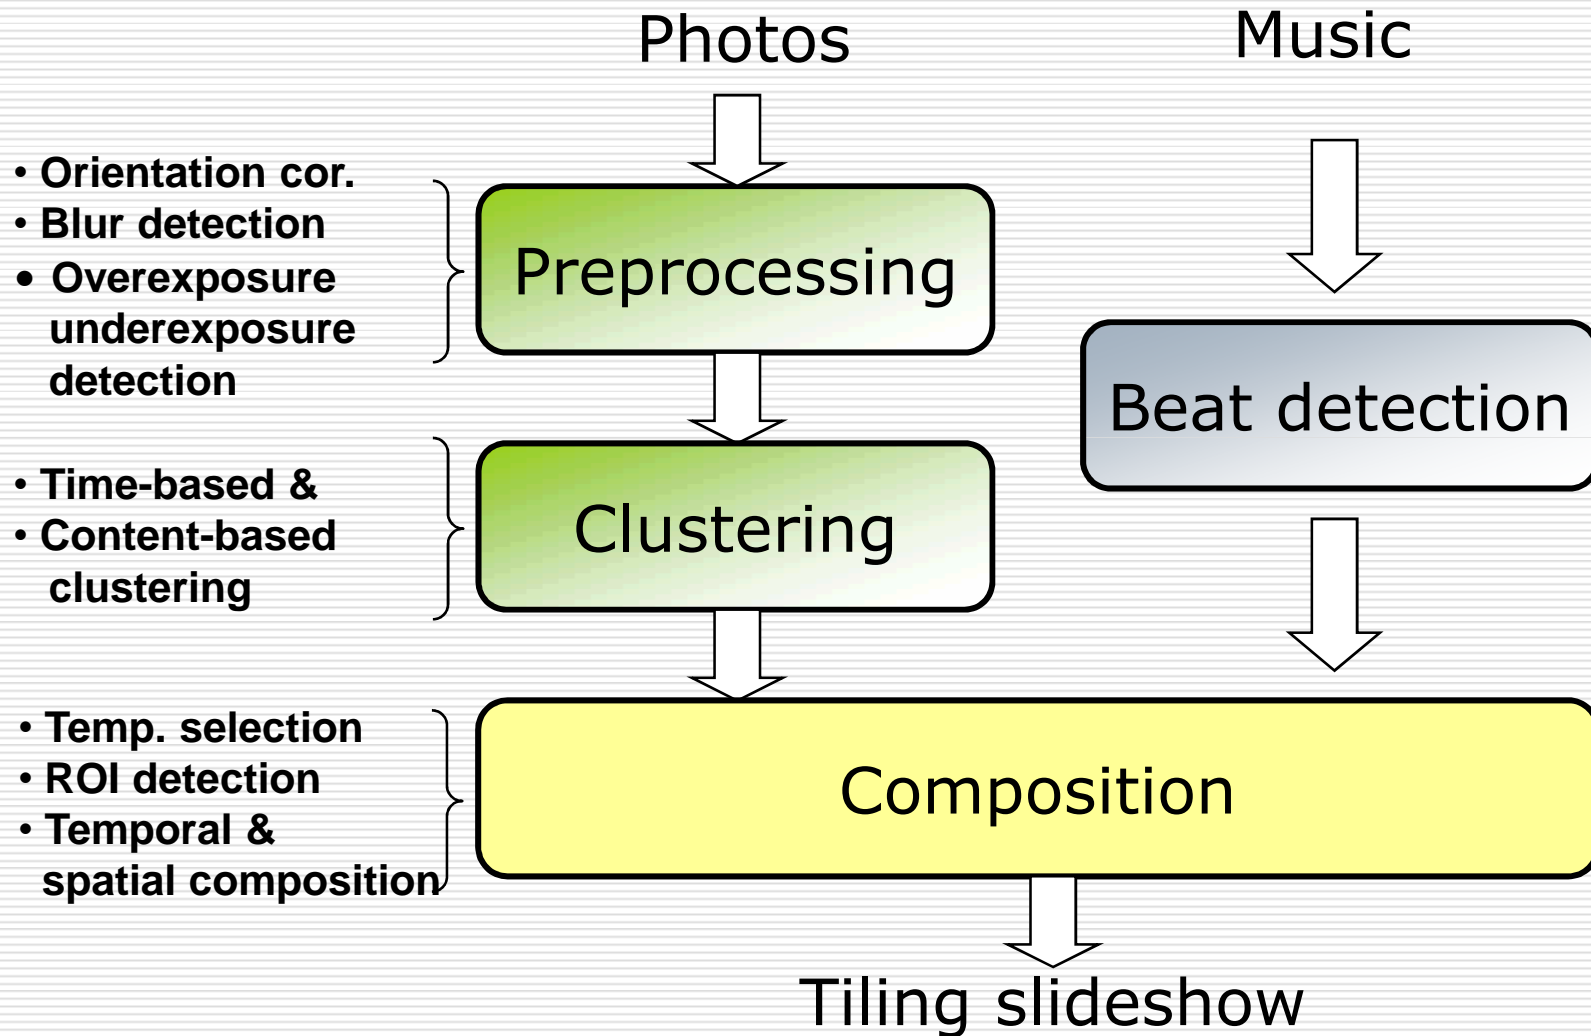 Photos
Music
• Orientation cor.
• Blur detection
• Overexposure
underexposure
detection
Preprocessing
Beat detection
• Time-based &
• Content-based
clustering
Clustering
• Temp. selection
• ROI detection
• Temporal &
spatial composition
Composition
Tiling slideshow